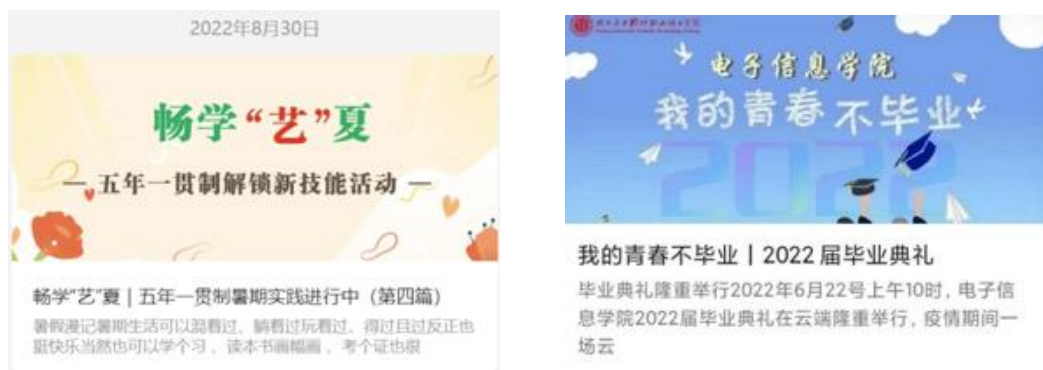 2022年8月30日
畅学“艺”夏
五年一贯制解锁新技能活动
畅学“艺”夏 | 五年一贯制暑期实践进行中（第四篇）
暑假漫记暑期生活可以混着过、躺着过玩着过、得过且过反正也
挺快乐当然也可以学个习 、读本书画幅画 、考个证也很
电子信息学院
我的青春不毕业
2022
我的青春不毕业 | 2022 届毕业典礼
毕业典礼隆重举行2022年6月22号上午10时, 电子信
息学院2022届毕业典礼在云端隆重举行, 疫情期间一
场云